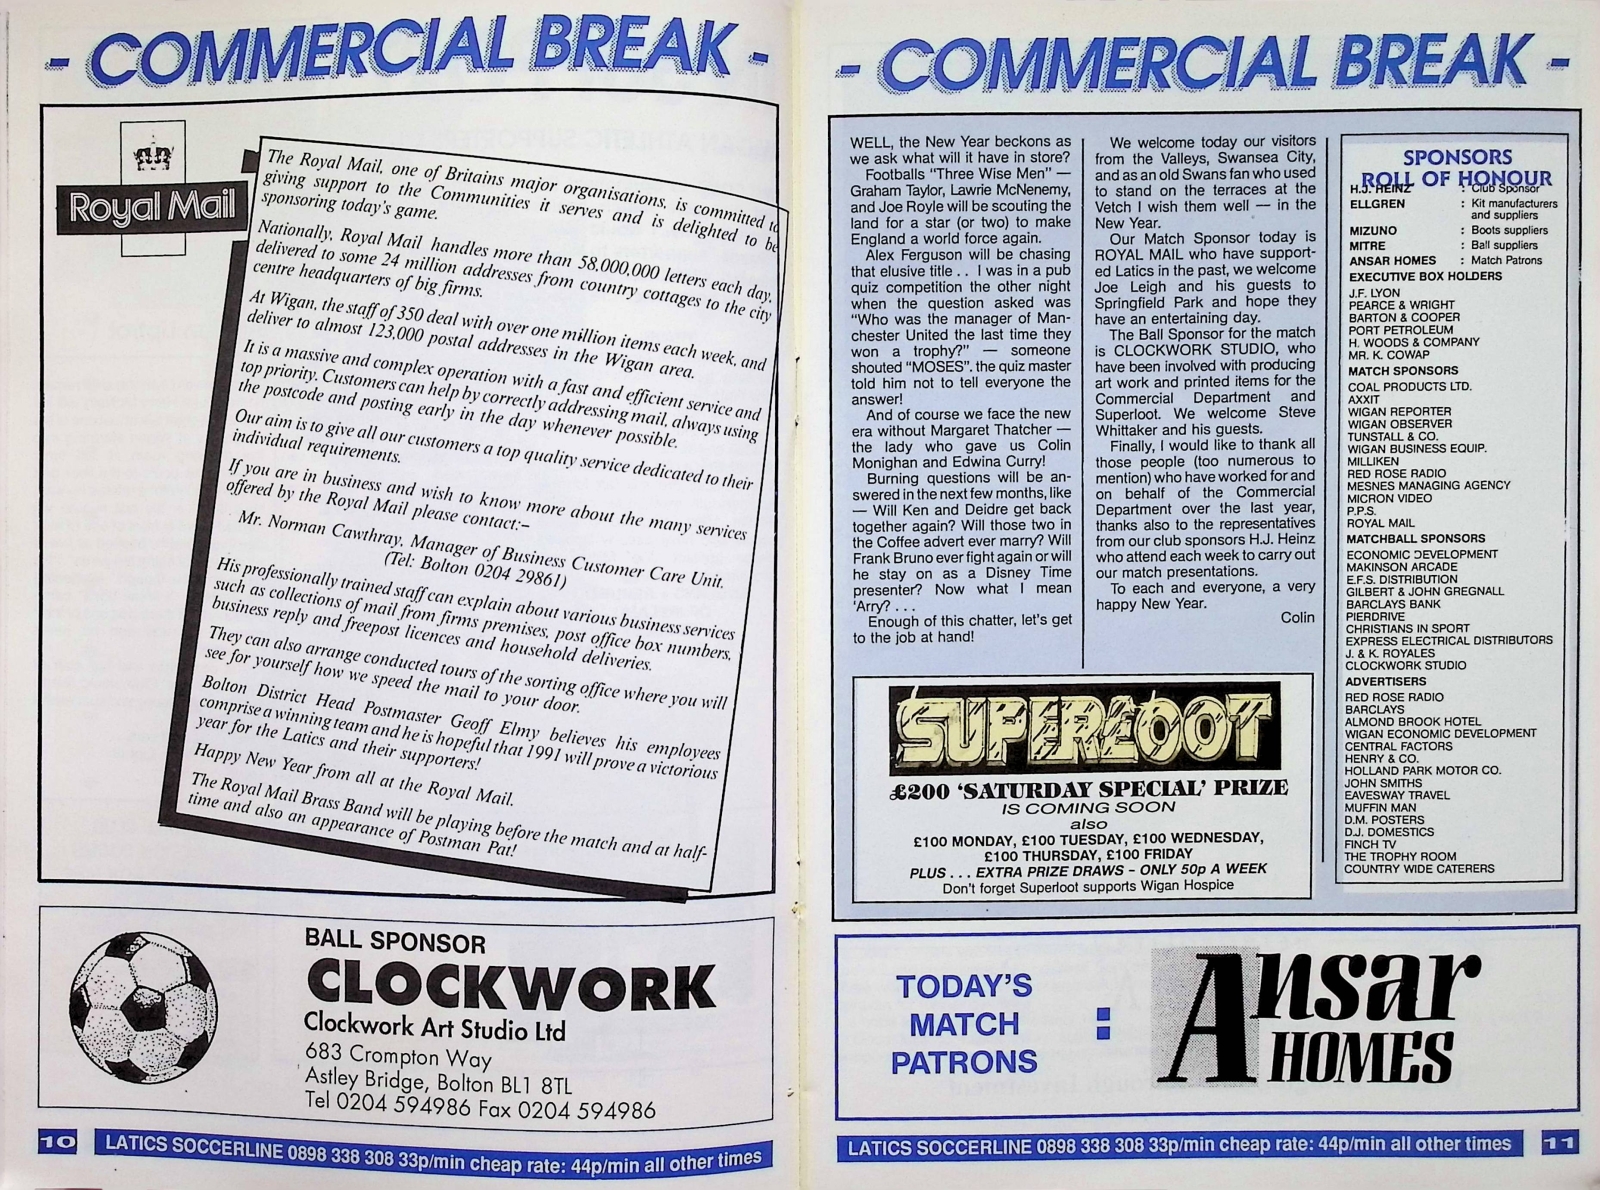 - COMMERCIAL BREAK -
Royal Mail
The Royal Mail, one of Britains major organisations, is committed to
giving support to the Communities it serves and is delighted to be
sponsoring today's game.
Nationally, Royal Mail handles more than 58,000,000 letters each day,
delivered to some 24 million addresses from country cottages to the city
centre headquarters of big firms.
At Wigan, the staff of 350 deal with over one million items each week, and
deliver to almost 123,000 postal addresses in the Wigan area.
It is a massive and complex operation with a fast and efficient service and
top priority. Customers can help by correctly addressing mail, always using
the postcode and posting early in the day whenever possible.
Our aim is to give all our customers a top quality service dedicated to their
individual requirements.
If you are in business and wish to know more about the many services
offered by the Royal Mail please contact:–
Mr. Norman Cawthray, Manager of Business Customer Care Unit.
(Tel: Bolton 0204 29861)
His professionally trained staff can explain about various business services
such as collections of mail from firms premises, post office box numbers,
business reply and freepost licences and household deliveries.
They can also arrange conducted tours of the sorting office where you will
see for yourself how we speed the mail to your door.
Bolton District Head Postmaster Geoff Elmy believes his employees
comprise a winning team and he is hopeful that 1991 will prove a victorious
year for the Latics and their supporters!
Happy New Year from all at the Royal Mail.
The Royal Mail Brass Band will be playing before the match and at half-
time and also an appearance of Postman Pat!
BALL SPONSOR
CLOCKWORK
Clockwork Art Studio Ltd
683 Crompton Way
Astley Bridge, Bolton BL1 8TL
Tel 0204 594986 Fax 0204 594986
10
LATICS SOCCERLINE 0898 338 308 33p/min cheap rate: 44p/min all other times
- COMMERCIAL BREAK -
WELL, the New Year beckons as
we ask what will it have in store?
Footballs "Three Wise Men" —
Graham Taylor, Lawrie McNenemy,
and Joe Royle will be scouting the
land for a star (or two) to make
England a world force again.
Alex Ferguson will be chasing
that elusive title . . I was in a pub
quiz competition the other night
when the question asked was
"Who was the manager of Man-
chester United the last time they
won a trophy?" — someone
shouted "MOSES". the quiz master
told him not to tell everyone the
answer!
And of course we face the new
era without Margaret Thatcher —
the lady who gave us Colin
Monighan and Edwina Curry!
Burning questions will be an-
swered in the next few months, like
— Will Ken and Deidre get back
together again? Will those two in
the Coffee advert ever marry? Will
Frank Bruno ever fight again or will
he stay on as a Disney Time
presenter? Now what I mean
'Arry? . . .
Enough of this chatter, let's get
to the job at hand!
We welcome today our visitors
from the Valleys, Swansea City,
and as an old Swans fan who used
to stand on the terraces at the
Vetch I wish them well — in the
New Year.
Our Match Sponsor today is
ROYAL MAIL who have support-
ed Latics in the past, we welcome
Joe Leigh and his guests to
Springfield Park and hope they
have an entertaining day.
The Ball Sponsor for the match
is CLOCKWORK STUDIO, who
have been involved with producing
art work and printed items for the
Commercial Department and
Superloot. We welcome Steve
Whittaker and his guests.
Finally, I would like to thank all
those people (too numerous to
mention) who have worked for and
on behalf of the Commercial
Department over the last year,
thanks also to the representatives
from our club sponsors H.J. Heinz
who attend each week to carry out
our match presentations.
To each and everyone, a very
happy New Year.
Colin
SPONSORS
ROLL OF HONOUR
H.J. HEINZ : Club Sponsor
ELLGREN : Kit manufacturers
and suppliers
MIZUNO : Boots suppliers
MITRE : Ball suppliers
ANSAR HOMES : Match Patrons
EXECUTIVE BOX HOLDERS
J.F. LYON
PEARCE & WRIGHT
BARTON & COOPER
PORT PETROLEUM
H. WOODS & COMPANY
MR. K. COWAP
MATCH SPONSORS
COAL PRODUCTS LTD.
AXXIT
WIGAN REPORTER
WIGAN OBSERVER
TUNSTALL & CO.
WIGAN BUSINESS EQUIP.
MILLIKEN
RED ROSE RADIO
MESNES MANAGING AGENCY
MICRON VIDEO
P.P.S.
ROYAL MAIL
MATCHBALL SPONSORS
ECONOMIC DEVELOPMENT
MAKINSON ARCADE
E.F.S. DISTRIBUTION
GILBERT & JOHN GREGNALL
BARCLAYS BANK
PIERDRIVE
CHRISTIANS IN SPORT
EXPRESS ELECTRICAL DISTRIBUTORS
J. & K. ROYALES
CLOCKWORK STUDIO
ADVERTISERS
RED ROSE RADIO
BARCLAYS
ALMOND BROOK HOTEL
WIGAN ECONOMIC DEVELOPMENT
CENTRAL FACTORS
HENRY & CO.
HOLLAND PARK MOTOR CO.
JOHN SMITHS
EAVESWAY TRAVEL
MUFFIN MAN
D.M. POSTERS
D.J. DOMESTICS
FINCH TV
THE TROPHY ROOM
COUNTRY WIDE CATERERS
SUPERLOOT
£200 'SATURDAY SPECIAL' PRIZE
IS COMING SOON
also
£100 MONDAY, £100 TUESDAY, £100 WEDNESDAY,
£100 THURSDAY, £100 FRIDAY
PLUS . . . EXTRA PRIZE DRAWS – ONLY 50p A WEEK
Don't forget Superloot supports Wigan Hospice
TODAY'S
MATCH :
PATRONS
Ansar
HOMES
LATICS SOCCERLINE 0898 338 308 33p/min cheap rate: 44p/min all other times
11